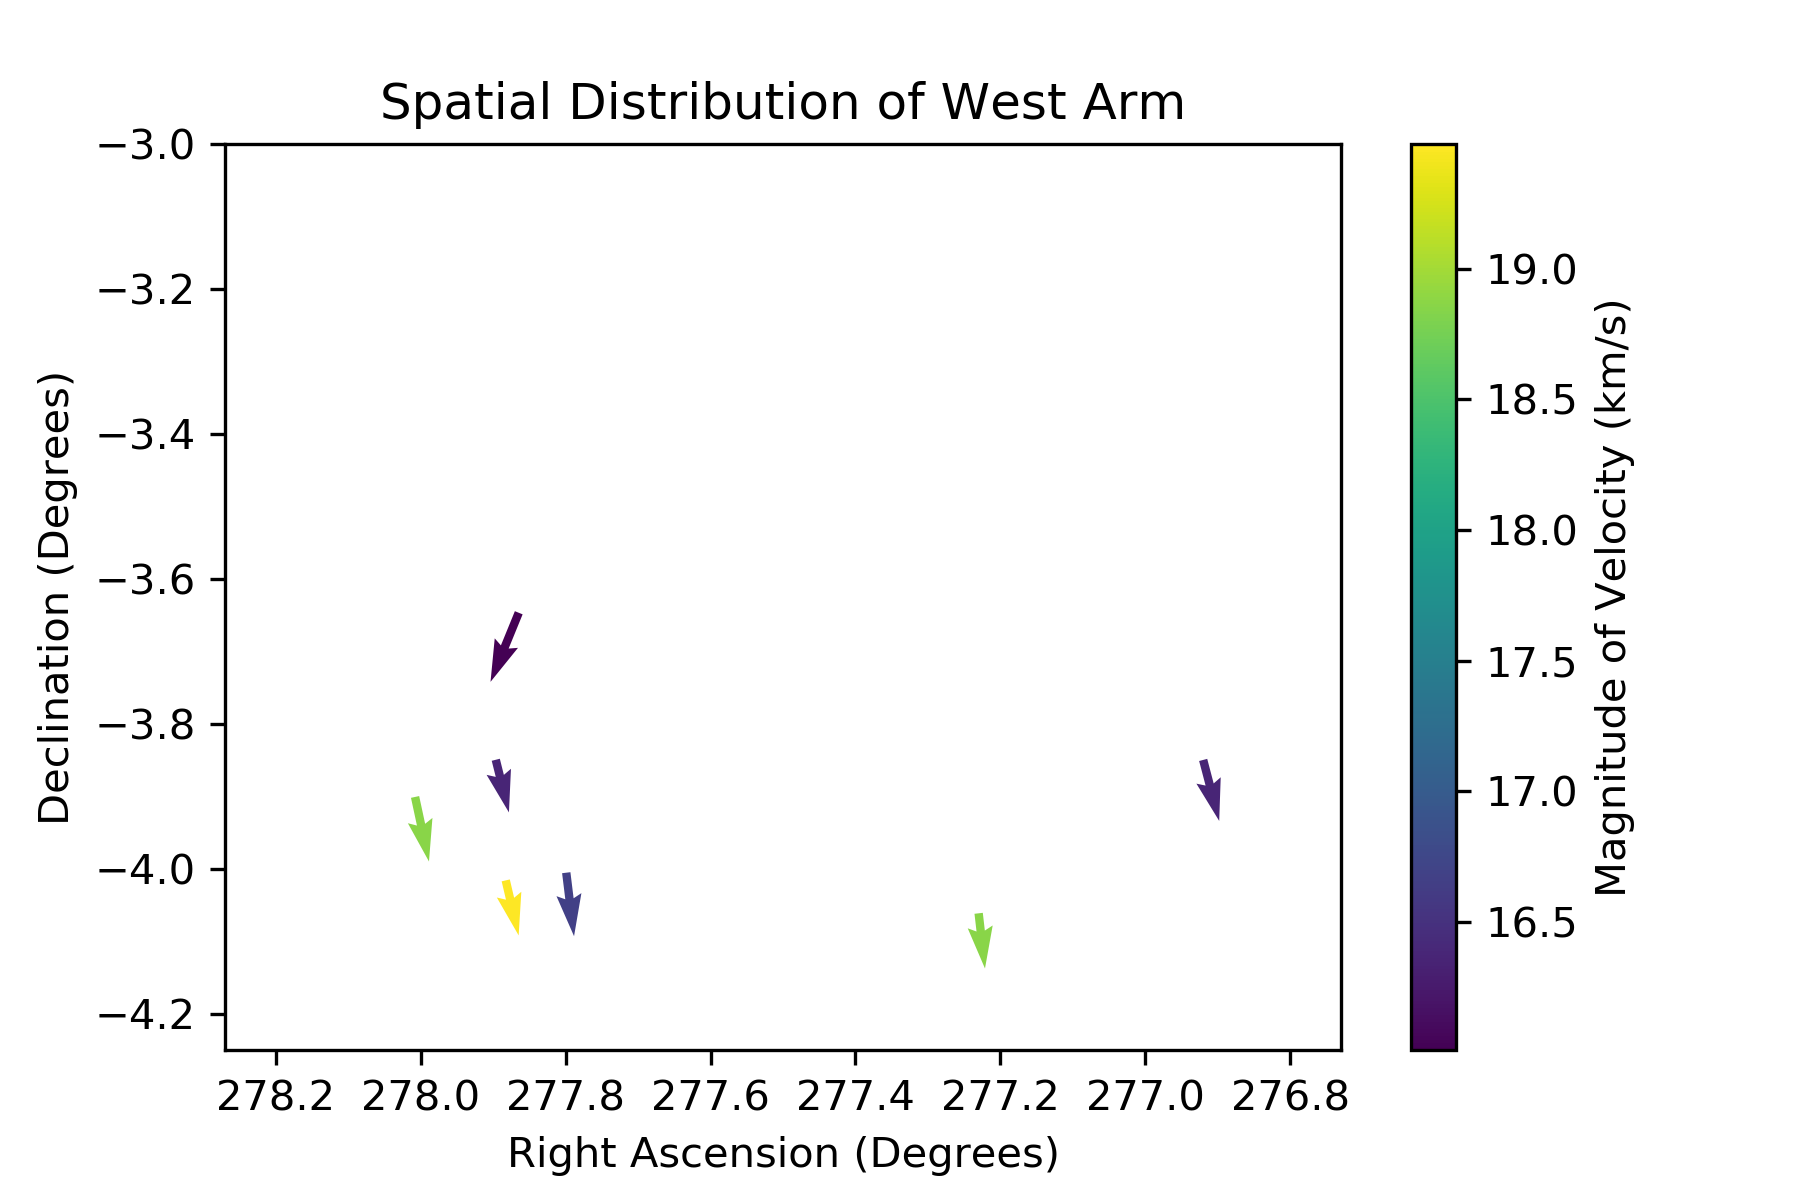 Spatial Distribution of West Arm
−3.0
−3.2
−3.4
−3.6
−3.8
−4.0
−4.2
Declination (Degrees)
278.2 278.0 277.8 277.6 277.4 277.2 277.0 276.8
Right Ascension (Degrees)
19.0
18.5
18.0
17.5
17.0
16.5
Magnitude of Velocity (km/s)